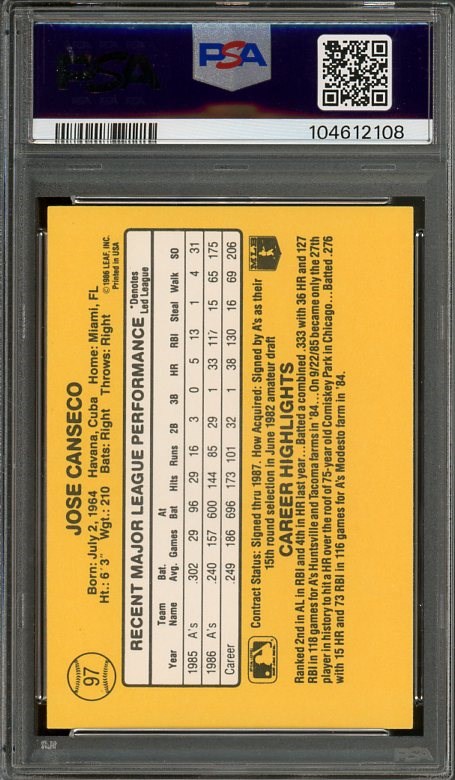 PSA
PSA
104612108
97
JOSE CANSECO
Born: July 2, 1964 Havana, Cuba Home: Miami, FL
Ht.: 6'3" Wgt.: 210 Bats: Right Throws: Right
©1986 LEAF, INC.
Printed in USA
RECENT MAJOR LEAGUE PERFORMANCE
*Denotes
Led League
Year Team Name Bat. Avg. Games At Bat Hits Runs 2B 3B HR RBI Steal Walk SO
1985 A's .302 29 96 29 16 3 0 5 13 1 4 31
1986 A's .240 157 600 144 85 29 1 33 117 15 65 175
Career .249 186 696 173 101 32 1 38 130 16 69 206
MLB
Contract Status: Signed thru 1987. How Acquired: Signed by A's as their
15th round selection in June 1982 amateur draft
CAREER HIGHLIGHTS
Ranked 2nd in AL in RBI and 4th in HR last year...Batted a combined .333 with 36 HR and 127
RBI in 118 games for A's Huntsville and Tacoma farms in '84...On 9/22/85 became only the 27th
player in history to hit a HR over the roof of 75-year old Comiskey Park in Chicago...Batted .276
with 15 HR and 73 RBI in 116 games for A's Modesto farm in '84.
PSA